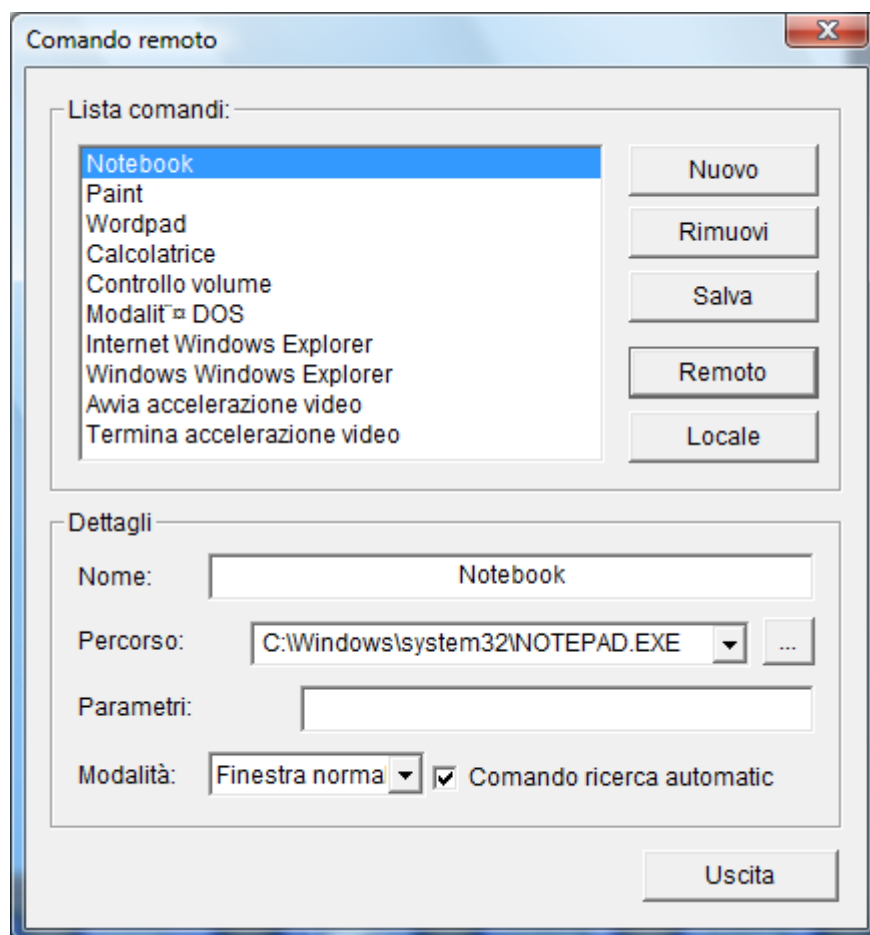 Comando remoto
Lista comandi:
Notebook
Paint
Wordpad
Calcolatrice
Controllo volume
Modalit¨¤ DOS
Internet Windows Explorer
Windows Windows Explorer
Avvia accelerazione video
Termina accelerazione video
Nuovo
Rimuovi
Salva
Remoto
Locale
Dettagli
Nome: Notebook
Percorso: C:\Windows\system32\NOTEPAD.EXE ...
Parametri:
Modalità: Finestra normal Comando ricerca automatic
Uscita